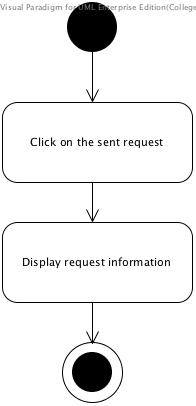 Visual Paradigm for UML Enterprise Edition(College
Click on the sent request
Display request information